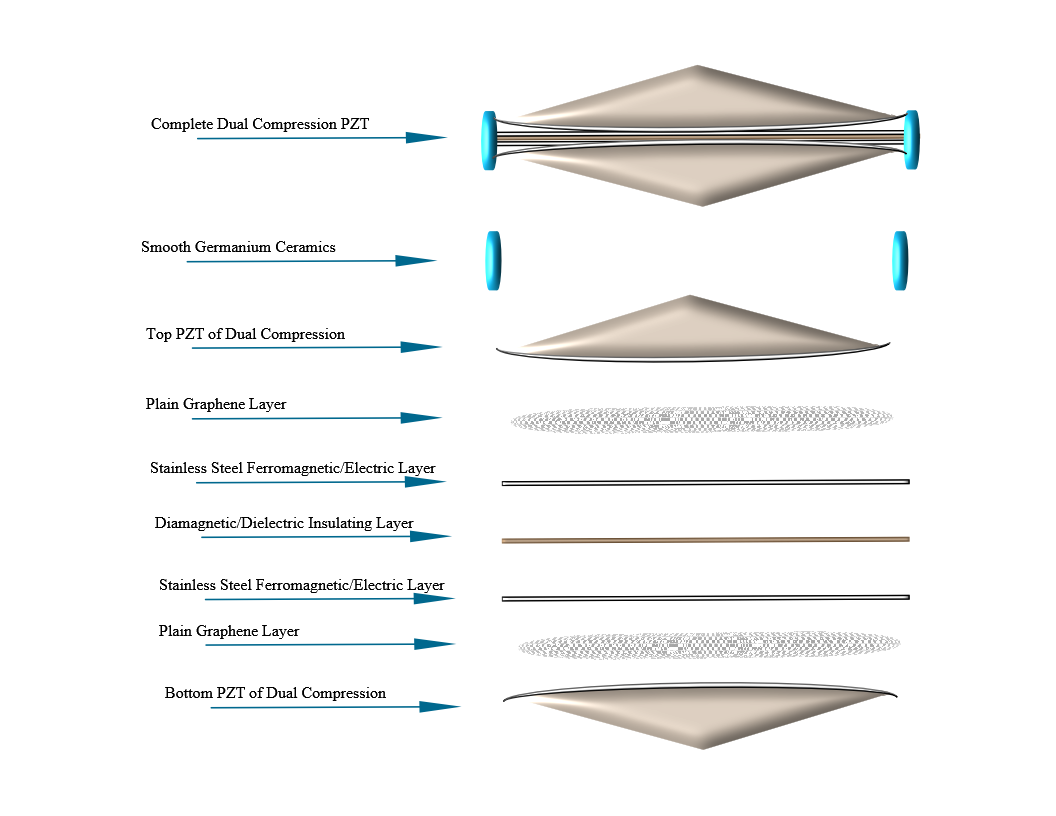 Complete Dual Compression PZT
Smooth Germanium Ceramics
Top PZT of Dual Compression
Plain Graphene Layer
Stainless Steel Ferromagnetic/Electric Layer
Diamagnetic/Dielectric Insulating Layer
Stainless Steel Ferromagnetic/Electric Layer
Plain Graphene Layer
Bottom PZT of Dual Compression